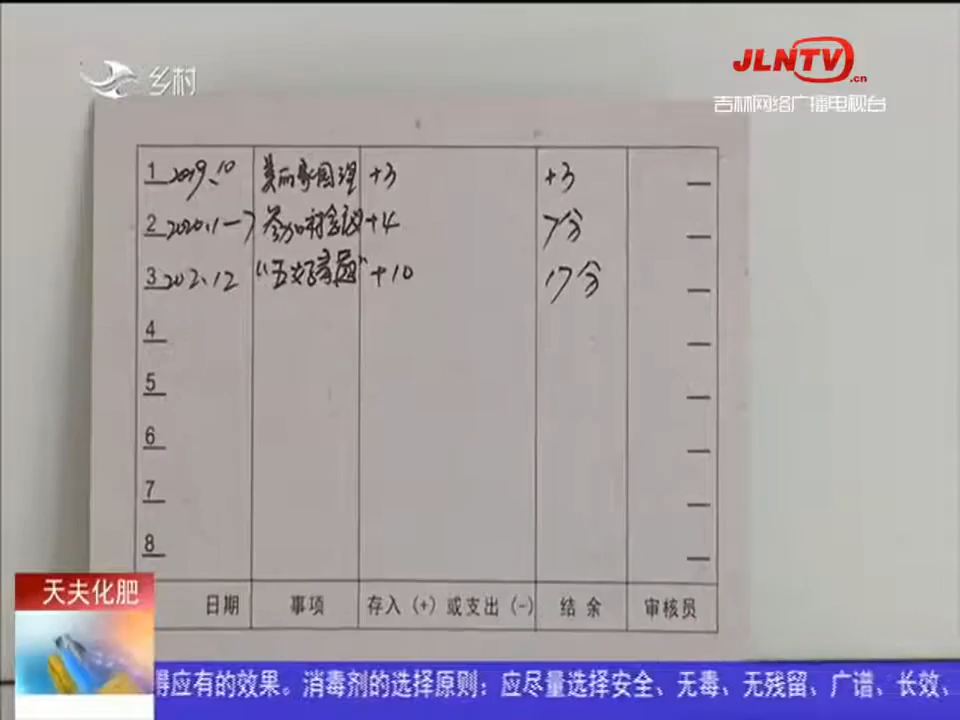 乡村
JLNTV.cn
吉林网络广播电视台
1 2019.10 美丽家园 +3 +3
2 2020.1-7 参加村会议 +4 7分
3 202.12 "五好家庭" +10 17分
4
5
6
7
8
日期 事项 存入(+)或支出(-) 结余 审核员
天夫化肥
得应有的效果。消毒剂的选择原则：应尽量选择安全、无毒、无残留、广谱、长效、